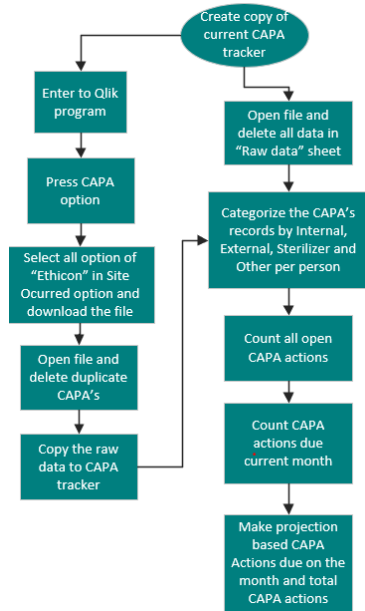 Create copy of
current CAPA
tracker
Enter to Qlik
program
Press CAPA
option
Select all option of
“Ethicon” in Site
Ocurred option and
download the file
Open file and
delete duplicate
CAPA’s
Copy the raw
data to CAPA
tracker
Open file and
delete all data in
“Raw data” sheet
Categorize the CAPA’s
records by Internal,
External, Sterilizer and
Other per person
Count all open
CAPA actions
Count CAPA
actions due
current month
Make projection
based CAPA
Actions due on the
month and total
CAPA actions